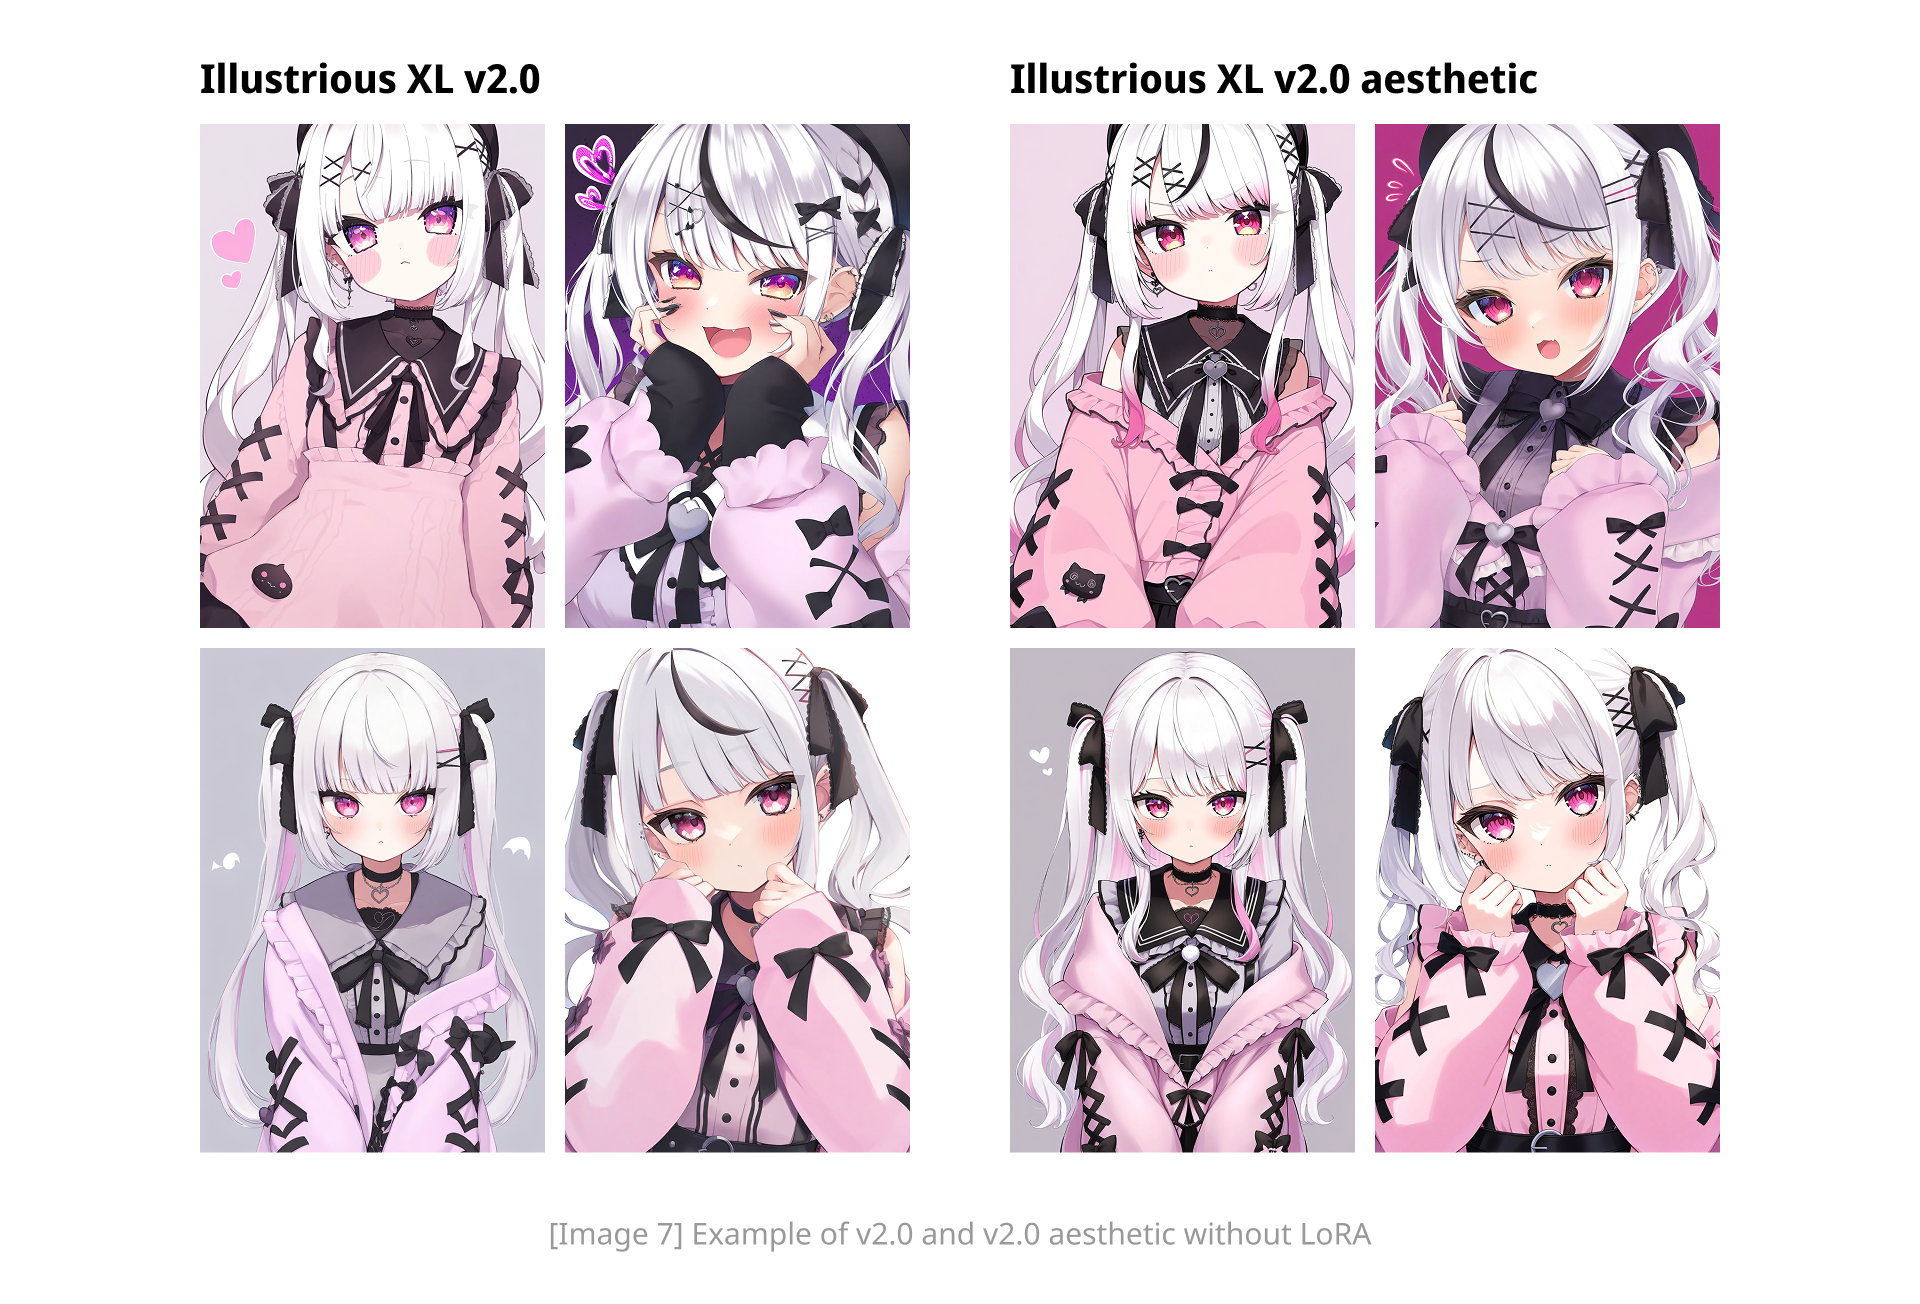 Illustrious XL v2.0
Illustrious XL v2.0 aesthetic
[Image 7] Example of v2.0 and v2.0 aesthetic without LoRA